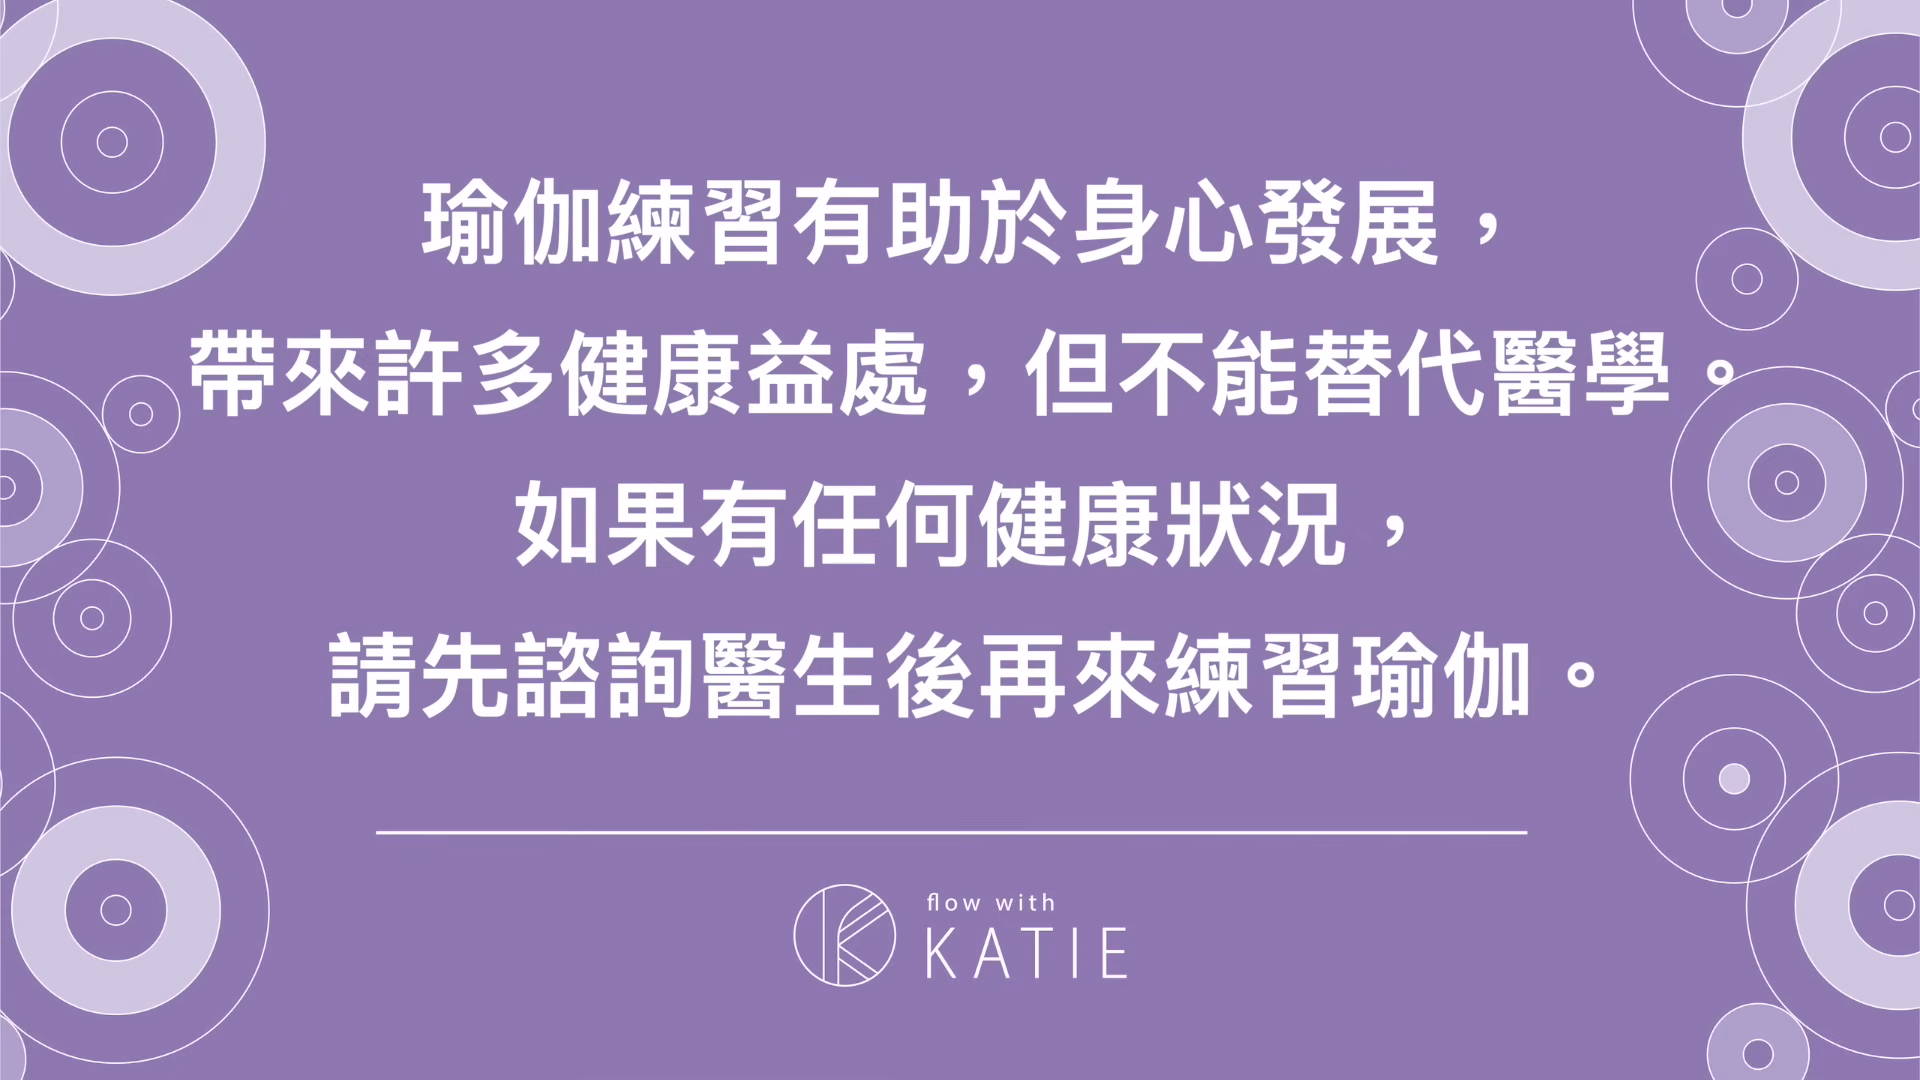 瑜伽練習有助於身心發展，
帶來許多健康益處，但不能替代醫學。
如果有任何健康狀況，
請先諮詢醫生後再來練習瑜伽。
flow with
KATIE